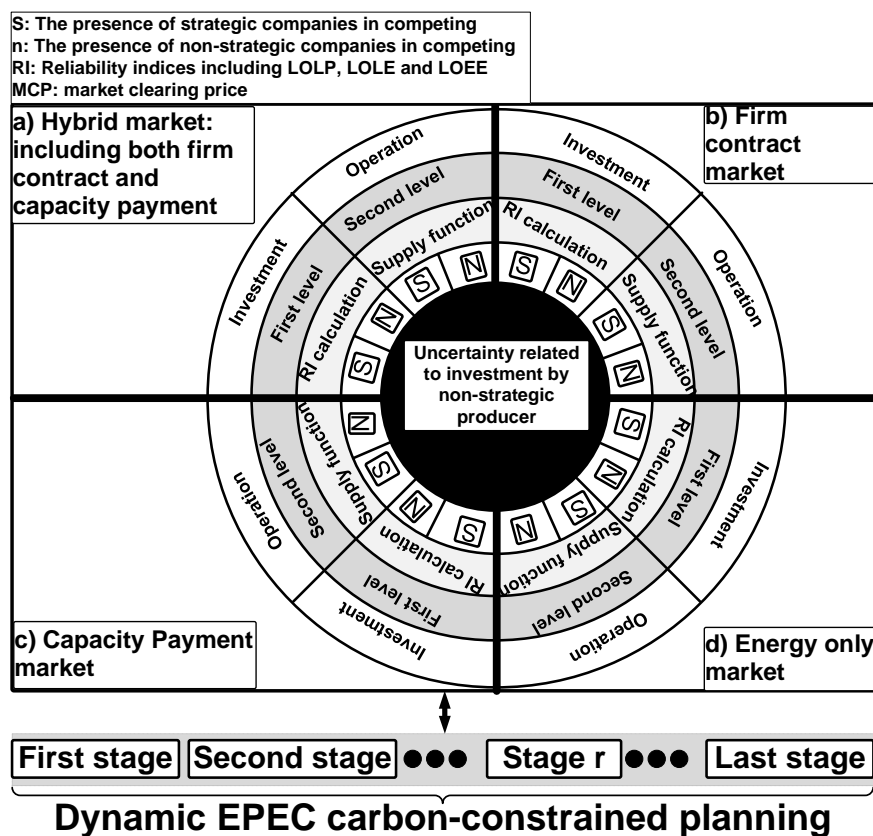 S: The presence of strategic companies in competing
n: The presence of non-strategic companies in competing
RI: Reliability indices including LOLP, LOLE and LOEE
MCP: market clearing price
a) Hybrid market:
including both firm
contract and
capacity payment
b) Firm
contract
market
Operation
Second level
Supply function
Investment
First level
RI calculation
S
N
S
N
Investment
First level
RI calculation
S
N
S
N
Operation
Second level
Supply function
Uncertainty related
to investment by
non-strategic
producer
Operation
Second level
Supply function
N
S
N
S
Investment
First level
RI calculation
S
N
S
N
Investment
First level
RI calculation
Operation
Second level
Supply function
c) Capacity Payment
market
d) Energy only
market
First stage
Second stage
Stage r
Last stage
Dynamic EPEC carbon-constrained planning